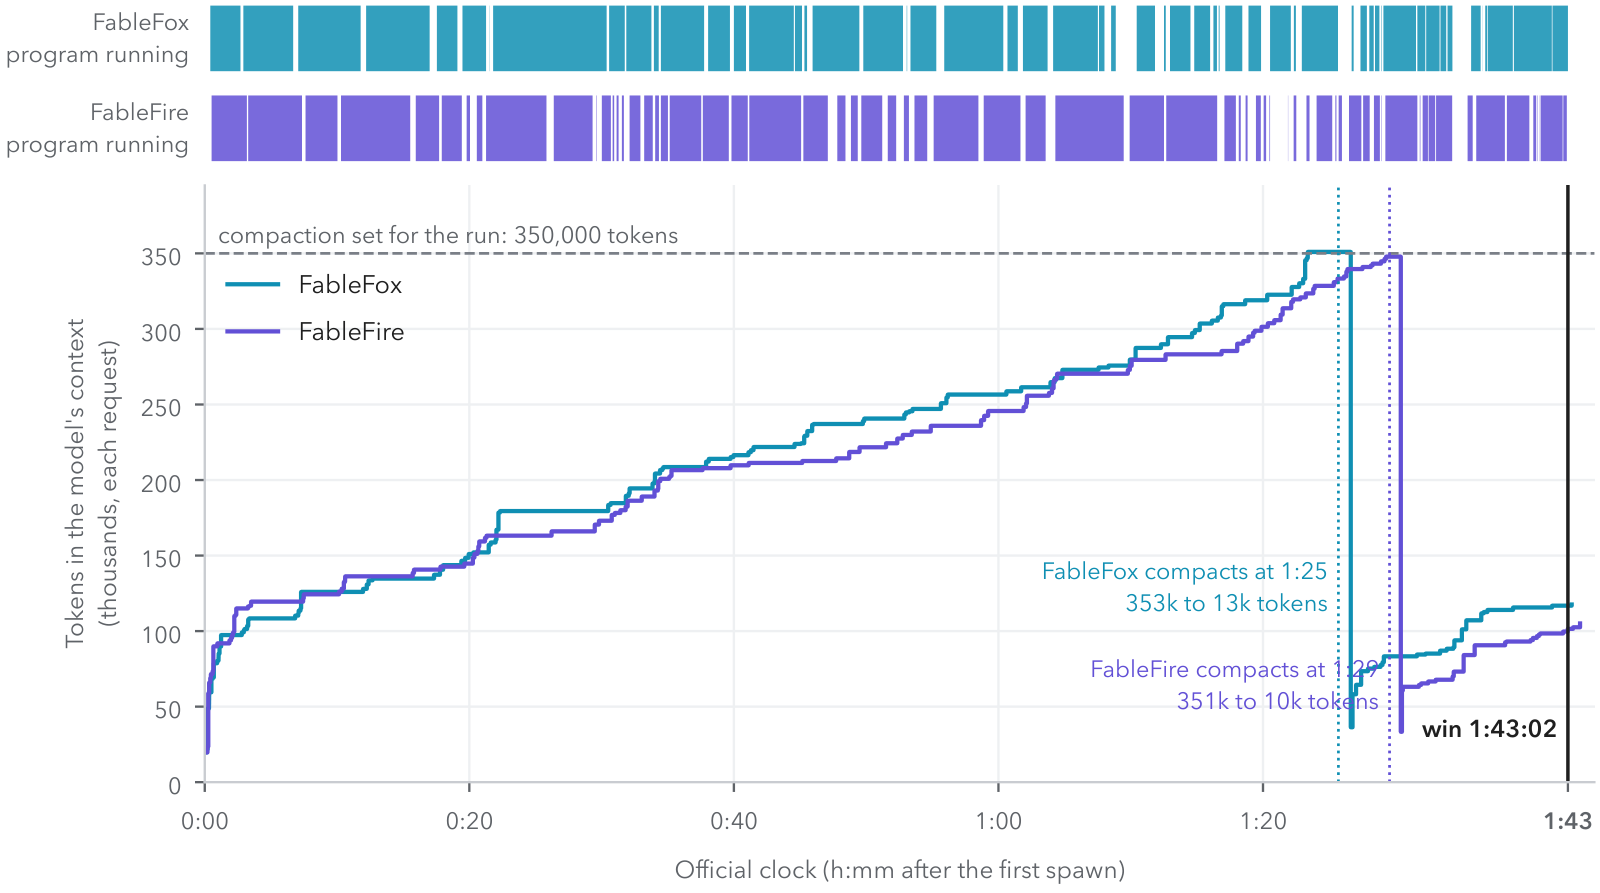 FableFox
program running
FableFire
program running
compaction set for the run: 350,000 tokens
FableFox
FableFire
350
300
250
200
150
100
50
0
Tokens in the model's context
(thousands, each request)
FableFox compacts at 1:25
353k to 13k tokens
FableFire compacts at 1:29
351k to 10k tokens
win 1:43:02
0:00
0:20
0:40
1:00
1:20
1:43
Official clock (h:mm after the first spawn)